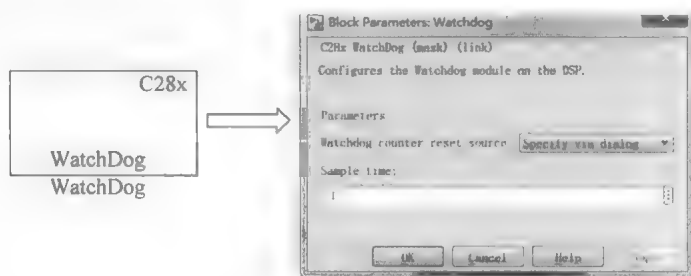 C28x
WatchDog
WatchDog
Block Parameters: Watchdog
C28x WatchDog (mask) (link)
Configures the Watchdog module on the DSP.
Parameters
Watchdog counter reset source Specify via dialog
Sample time:
1
OK Cancel Help